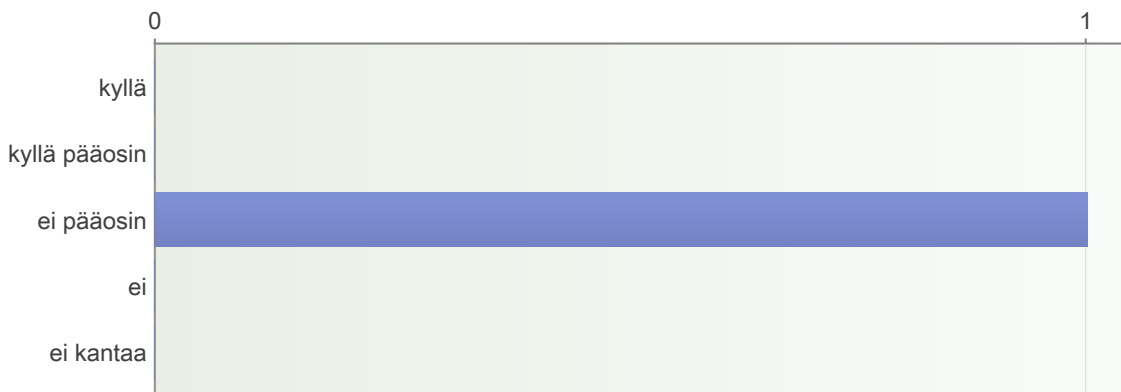 0 1
kyllä
kyllä pääosin
ei pääosin
ei
ei kantaa